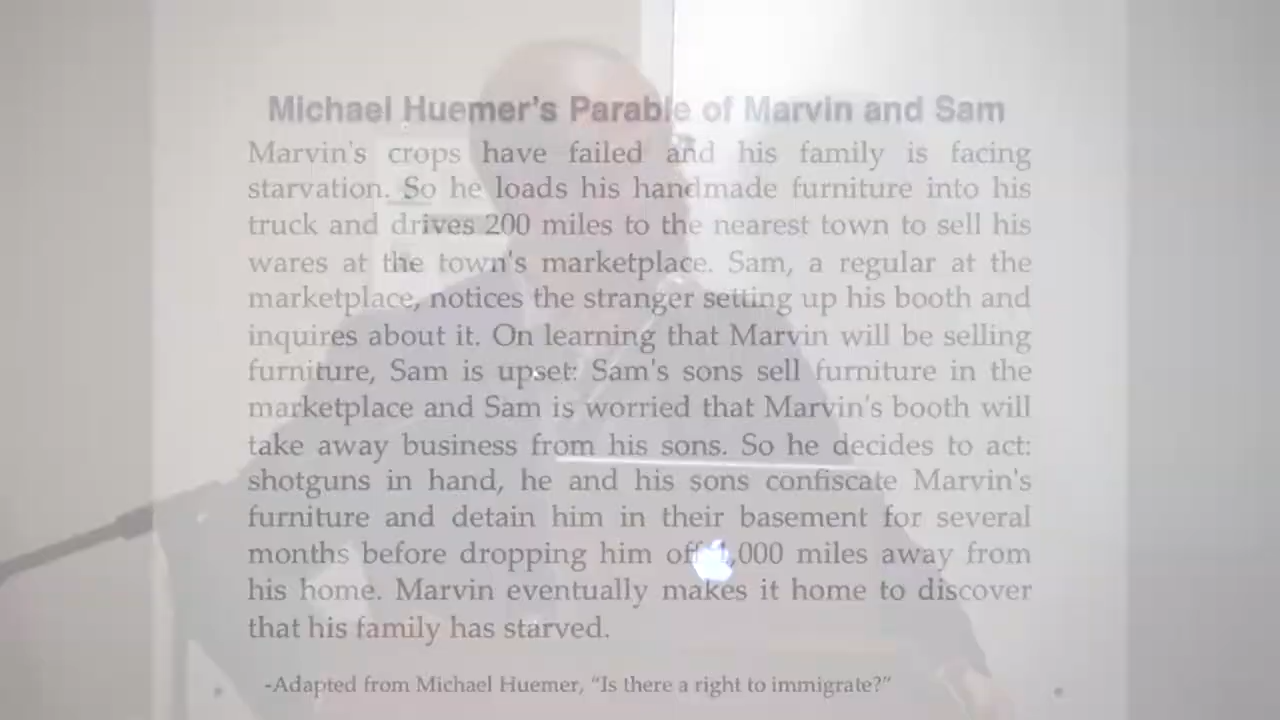 Michael Huemer's Parable of Marvin and Sam
Marvin's crops have failed and his family is facing
starvation. So he loads his handmade furniture into his
truck and drives 200 miles to the nearest town to sell his
wares at the town's marketplace. Sam, a regular at the
marketplace, notices the stranger setting up his booth and
inquires about it. On learning that Marvin will be selling
furniture, Sam is upset: Sam's sons sell furniture in the
marketplace and Sam is worried that Marvin's booth will
take away business from his sons. So he decides to act:
shotguns in hand, he and his sons confiscate Marvin's
furniture and detain him in their basement for several
months before dropping him off 1,000 miles away from
his home. Marvin eventually makes it home to discover
that his family has starved.
-Adapted from Michael Huemer, “Is there a right to immigrate?”